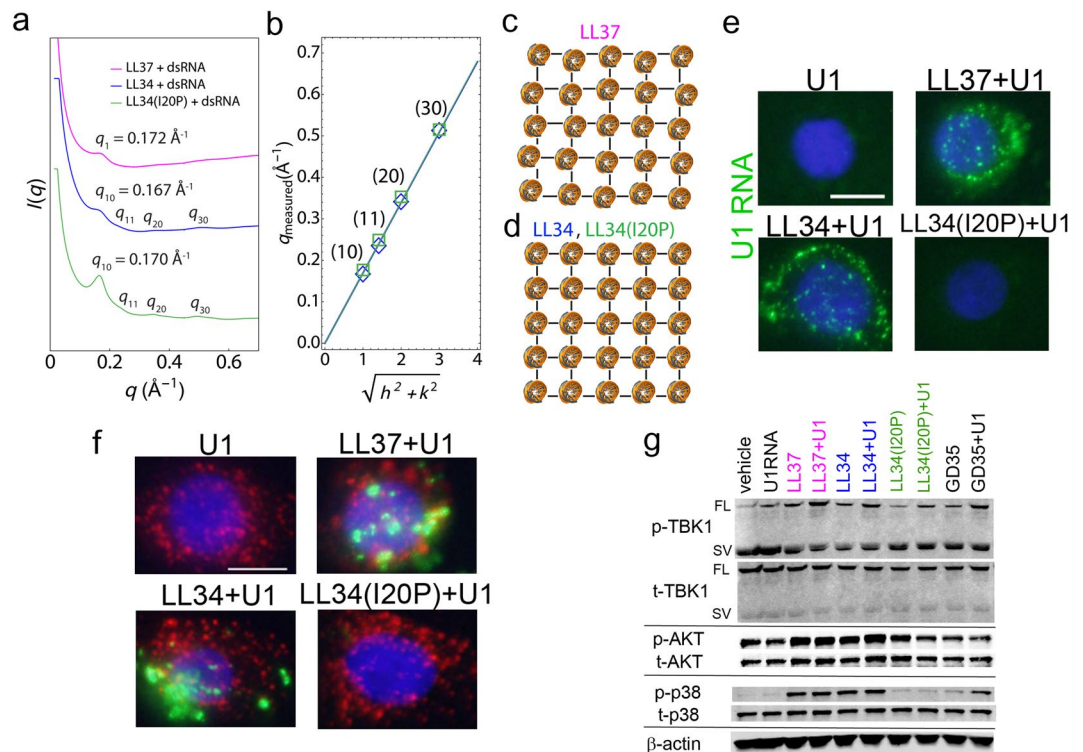 a
LL37 + dsRNA
LL34 + dsRNA
LL34(I20P) + dsRNA
q1 = 0.172 Å-1
q10 = 0.167 Å-1
q11 q20 q30
q10 = 0.170 Å-1
q11 q20 q30
I(q)
0 0.2 0.4 0.6
q (Å-1)
b
0.7
0.6
0.5
0.4
0.3
0.2
0.1
0.0
(30)
(20)
(11)
(10)
qmeasured(Å-1)
0 1 2 3 4
√h2+k2
c
LL37
d
LL34, LL34(I20P)
e
U1 LL37+U1
LL34+U1 LL34(I20P)+U1
U1 RNA
f
U1 LL37+U1
LL34+U1 LL34(I20P)+U1
g
vehicle
U1RNA
LL37
LL37+U1
LL34
LL34+U1
LL34(I20P)
LL34(I20P)+U1
GD35
GD35+U1
FL
p-TBK1
SV
FL
t-TBK1
SV
p-AKT
t-AKT
p-p38
t-p38
β-actin